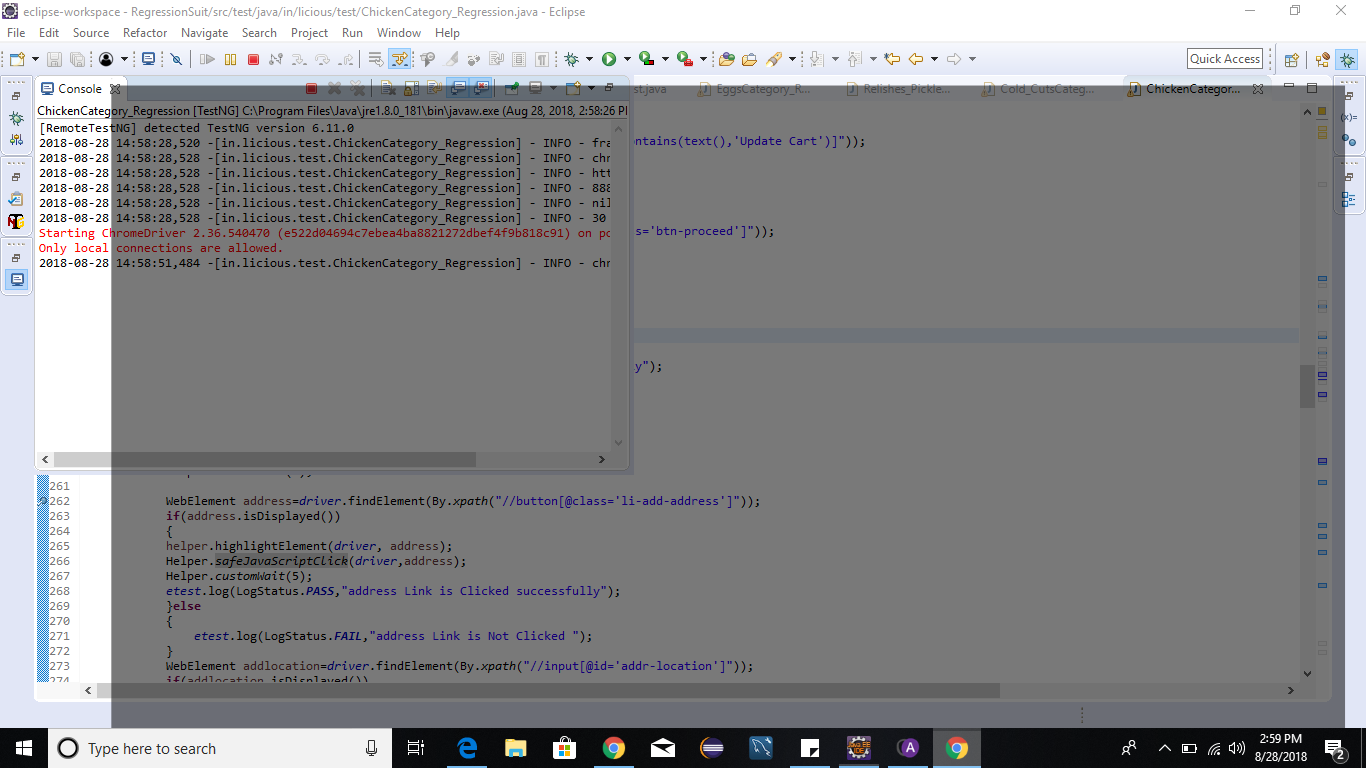 eclipse-workspace - RegressionSuit/src/test/java/in/licious/test/ChickenCategory_Regression.java - Eclipse
File Edit Source Refactor Navigate Search Project Run Window Help
Quick Access
Console
st.java EggsCategory_R... Relishes_Pickle... Cold_CutsCateg... ChickenCategor...
ChickenCategory_Regression [TestNG] C:\Program Files\Java\jre1.8.0_181\bin\javaw.exe (Aug 28, 2018, 2:58:26 P
[RemoteTestNG] detected TestNG version 6.11.0
2018-08-28 14:58:28,520 -[in.licious.test.ChickenCategory_Regression] - INFO - fra
2018-08-28 14:58:28,528 -[in.licious.test.ChickenCategory_Regression] - INFO - chr
2018-08-28 14:58:28,528 -[in.licious.test.ChickenCategory_Regression] - INFO - htt
2018-08-28 14:58:28,528 -[in.licious.test.ChickenCategory_Regression] - INFO - 888
2018-08-28 14:58:28,528 -[in.licious.test.ChickenCategory_Regression] - INFO - nil
2018-08-28 14:58:28,528 -[in.licious.test.ChickenCategory_Regression] - INFO - 30
Starting ChromeDriver 2.36.540470 (e522d04694c7ebea4ba8821272dbef4f9b818c91) on po
Only local connections are allowed.
2018-08-28 14:58:51,484 -[in.licious.test.ChickenCategory_Regression] - INFO - chr
ntains(text(),'Update Cart')]"));
s='btn-proceed']"));
y");
261
262 WebElement address=driver.findElement(By.xpath("//button[@class='li-add-address']"));
263 if(address.isDisplayed())
264 {
265 helper.highlightElement(driver, address);
266 Helper.safeJavaScriptClick(driver,address);
267 Helper.customWait(5);
268 etest.log(LogStatus.PASS,"address Link is Clicked successfully");
269 }else
270 {
271 etest.log(LogStatus.FAIL,"address Link is Not Clicked ");
272 }
273 WebElement addlocation=driver.findElement(By.xpath("//input[@id='addr-location']"));
274 if(addlocation.isDisplayed())
Type here to search
2:59 PM
8/28/2018
2